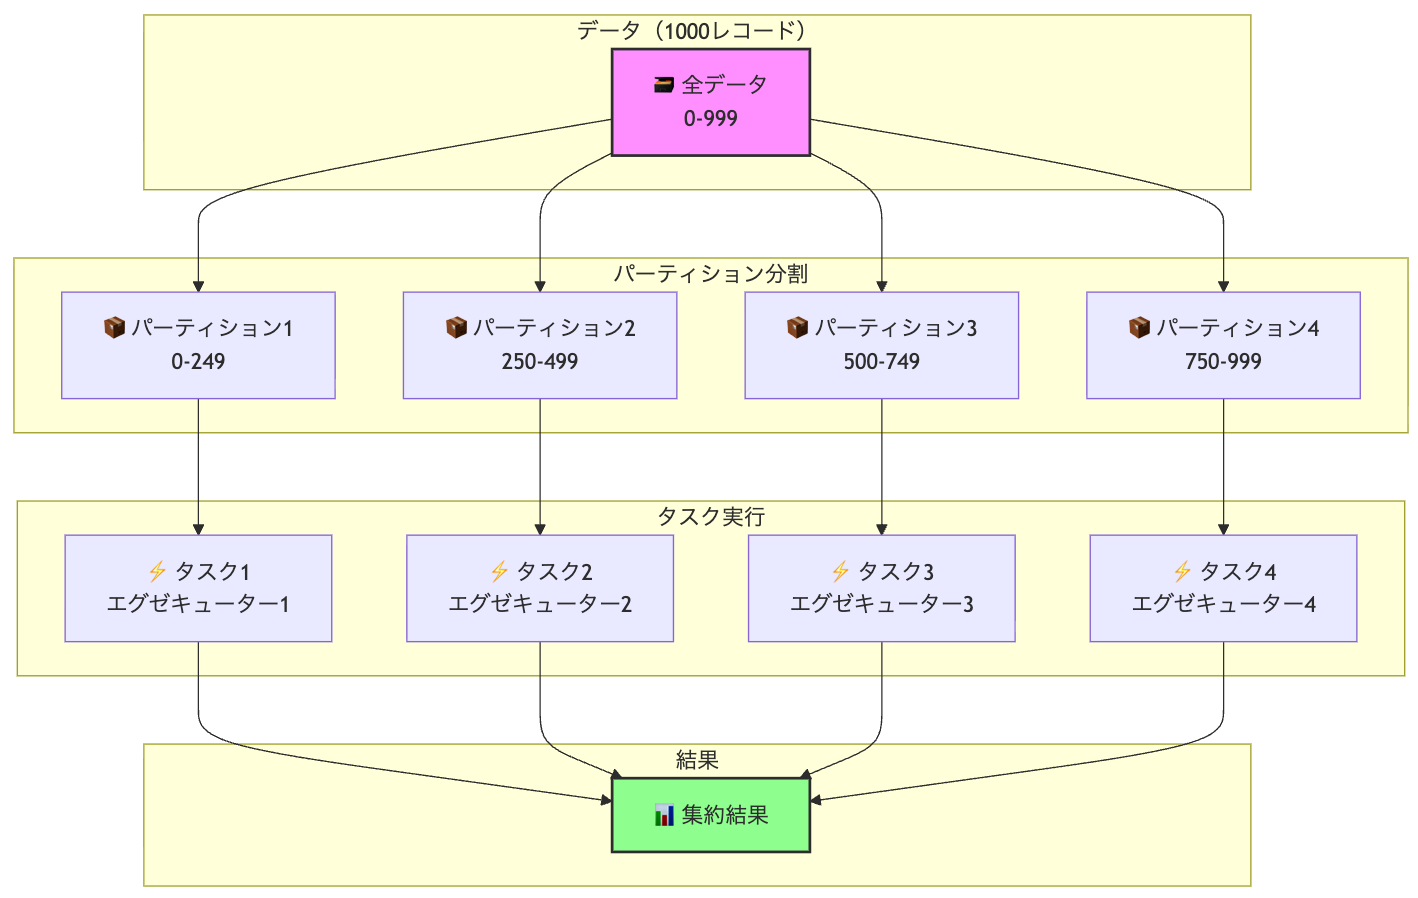 データ（1000レコード）
🗃 全データ
0-999
パーティション分割
📦 パーティション1
0-249
📦 パーティション2
250-499
📦 パーティション3
500-749
📦 パーティション4
750-999
タスク実行
⚡ タスク1
エグゼキューター1
⚡ タスク2
エグゼキューター2
⚡ タスク3
エグゼキューター3
⚡ タスク4
エグゼキューター4
結果
📊 集約結果